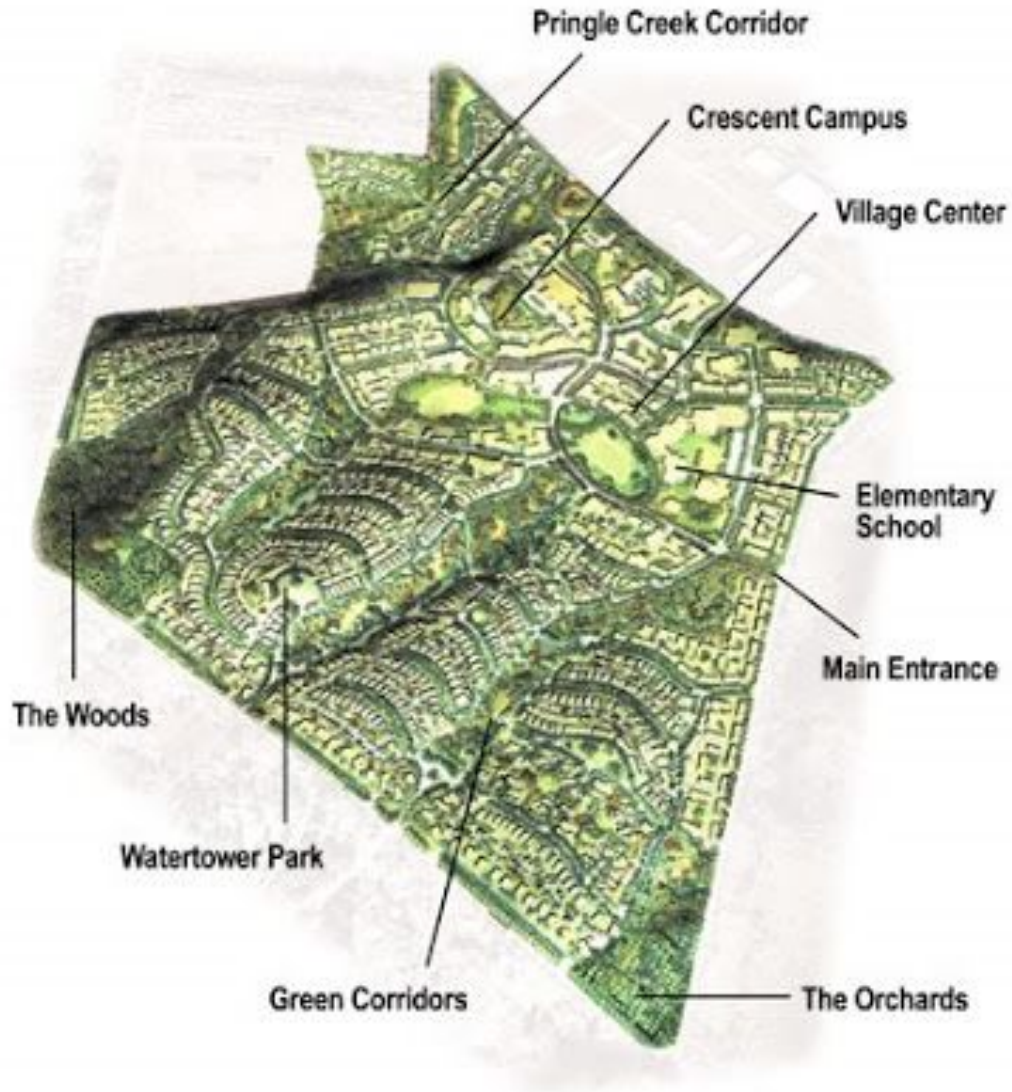 Pringle Creek Corridor
Crescent Campus
Village Center
Elementary
School
Main Entrance
The Woods
Watertower Park
Green Corridors
The Orchards